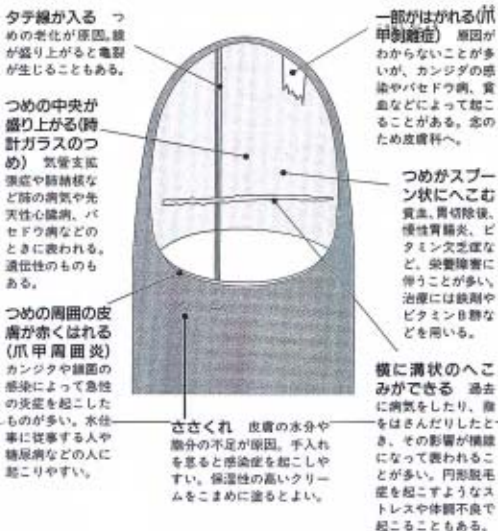 タテ線が入る つ
めの老化が原因。線
が盛り上がると亀裂
が生じることもある。
つめの中央が
盛り上がる(時
計ガラスのつ
め) 気管支拡
張症や肺結核な
ど肺の病気や先
天性心臓病、バ
セドウ病などの
ときに表われる。
遺伝性のものも
ある。
つめの周囲の皮
膚が赤くはれる
(爪甲周囲炎)
カンジダや細菌の
感染によって急性
の炎症を起こした
ものが多い。水仕
事に従事する人や
糖尿病などの人に
起こりやすい。
ささくれ 皮膚の水分や
脂分の不足が原因。手入れ
を怠ると感染症を起こしや
すい。保湿性の高いクリー
ムをこまめに塗るとよい。
一部がはがれる(爪
甲剥離症) 原因が
わからないことが多
いが、カンジダの感
染やバセドウ病、貧
血などによって起こ
ることがある。念の
ため皮膚科へ。
つめがスプー
ン状にへこむ
貧血、胃切除後、
慢性胃腸炎、ビ
タミン欠乏症な
ど、栄養障害に
伴うことが多い。
治療には鉄剤や
ビタミンB群な
どを用いる。
横に溝状のへこ
みができる 過去
に病気をしたり、指
をはさんだりしたと
き、その影響が横線
になって表われるこ
とが多い。円形脱毛
症を起こすようなス
トレスや体調不良で
起こることもある。